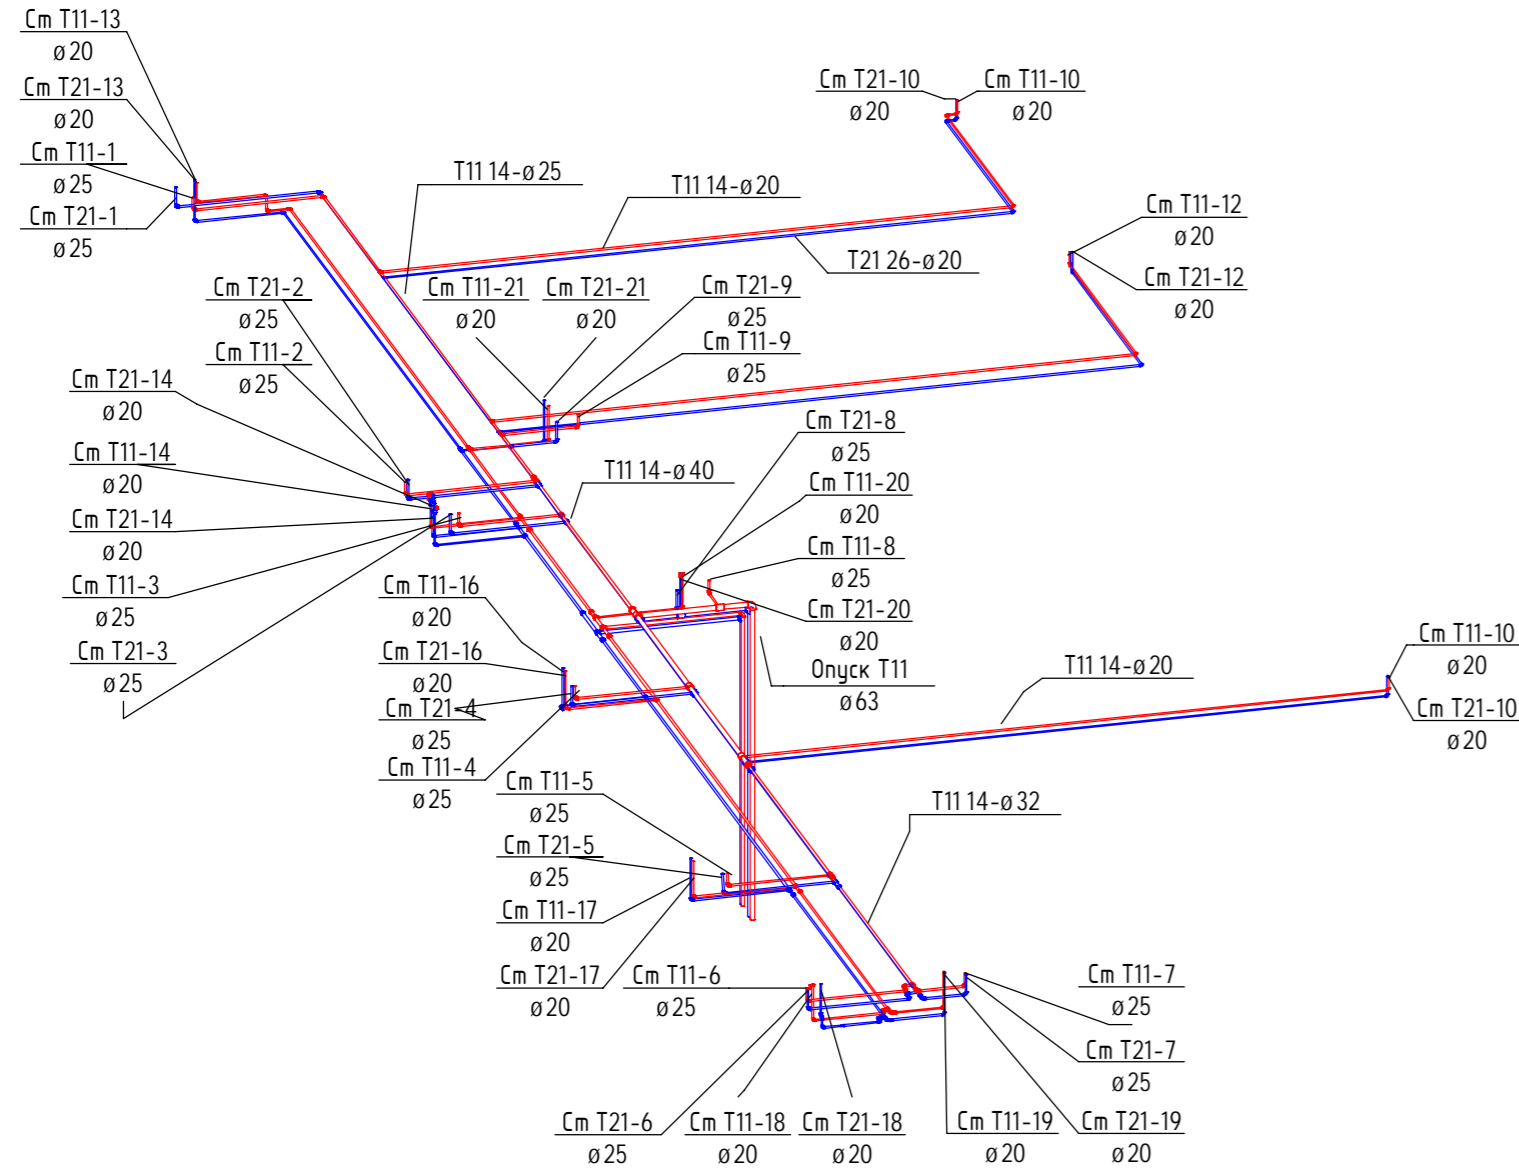 Ст Т11-13
ø20
Ст Т21-13
ø20
Ст Т11-1
ø25
Ст Т21-1
ø25
Т11 14-ø25
Т11 14-ø20
Ст Т21-10
ø20
Ст Т11-10
ø20
Ст Т11-12
ø20
Ст Т21-12
ø20
Т21 26-ø20
Ст Т21-2
ø25
Ст Т11-2
ø25
Ст Т11-21
ø20
Ст Т21-21
ø20
Ст Т21-9
ø25
Ст Т11-9
ø25
Ст Т21-14
ø20
Ст Т11-14
ø20
Ст Т21-14
ø20
Ст Т11-3
ø25
Ст Т21-3
ø25
Т11 14-ø40
Ст Т21-8
ø25
Ст Т11-20
ø20
Ст Т11-8
ø25
Ст Т21-20
ø20
Опуск Т11
ø63
Ст Т11-16
ø20
Ст Т21-16
ø20
Ст Т21-4
ø25
Ст Т11-4
ø25
Т11 14-ø20
Ст Т11-10
ø20
Ст Т21-10
ø20
Ст Т11-5
ø25
Ст Т21-5
ø25
Ст Т11-17
ø20
Ст Т21-17
ø20
Т11 14-ø32
Ст Т11-6
ø25
Ст Т11-7
ø25
Ст Т21-7
ø25
Ст Т21-6
ø25
Ст Т11-18
ø20
Ст Т21-18
ø20
Ст Т11-19
ø20
Ст Т21-19
ø20